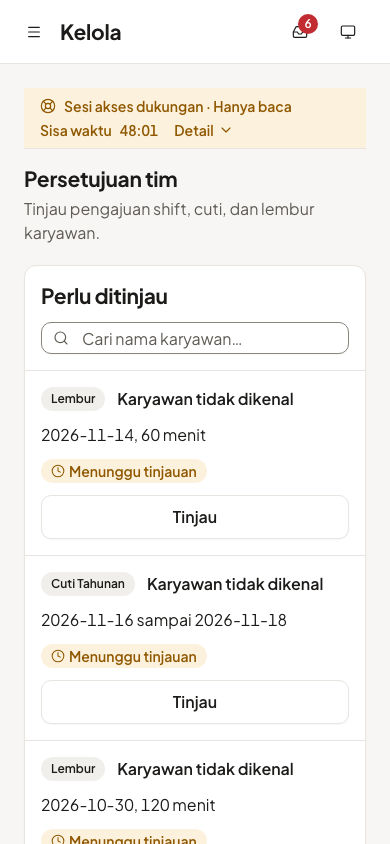 Kelola
6
Sesi akses dukungan · Hanya baca
Sisa waktu 48:01 Detail
Persetujuan tim
Tinjau pengajuan shift, cuti, dan lembur
karyawan.
Perlu ditinjau
Cari nama karyawan...
Lembur Karyawan tidak dikenal
2026-11-14, 60 menit
Menunggu tinjauan
Tinjau
Cuti Tahunan Karyawan tidak dikenal
2026-11-16 sampai 2026-11-18
Menunggu tinjauan
Tinjau
Lembur Karyawan tidak dikenal
2026-10-30, 120 menit
Menunggu tinjauan